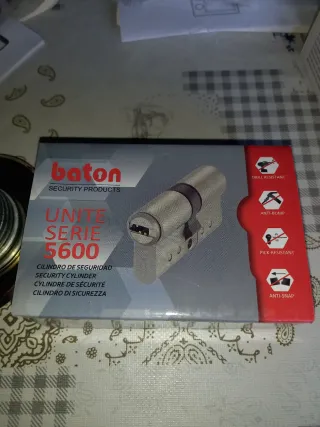 baton
SECURITY PRODUCTS
UNITE
SERIE
5600
CILINDRO DE SEGURIDAD
SECURITY CYLINDER
CYLINDRE DE SÉCURITÉ
CILINDRO DI SICUREZZA
DRILL RESISTANT
ANTI-BUMP
PICK-RESISTANT
ANTI-SNAP